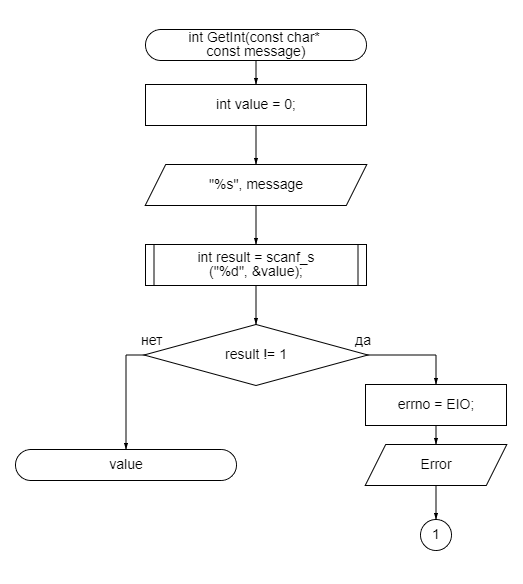 int GetInt(const char*
const message)
int value = 0;
"%s", message
int result = scanf_s
("%d", &value);
нет
да
result != 1
errno = EIO;
value
Error
1